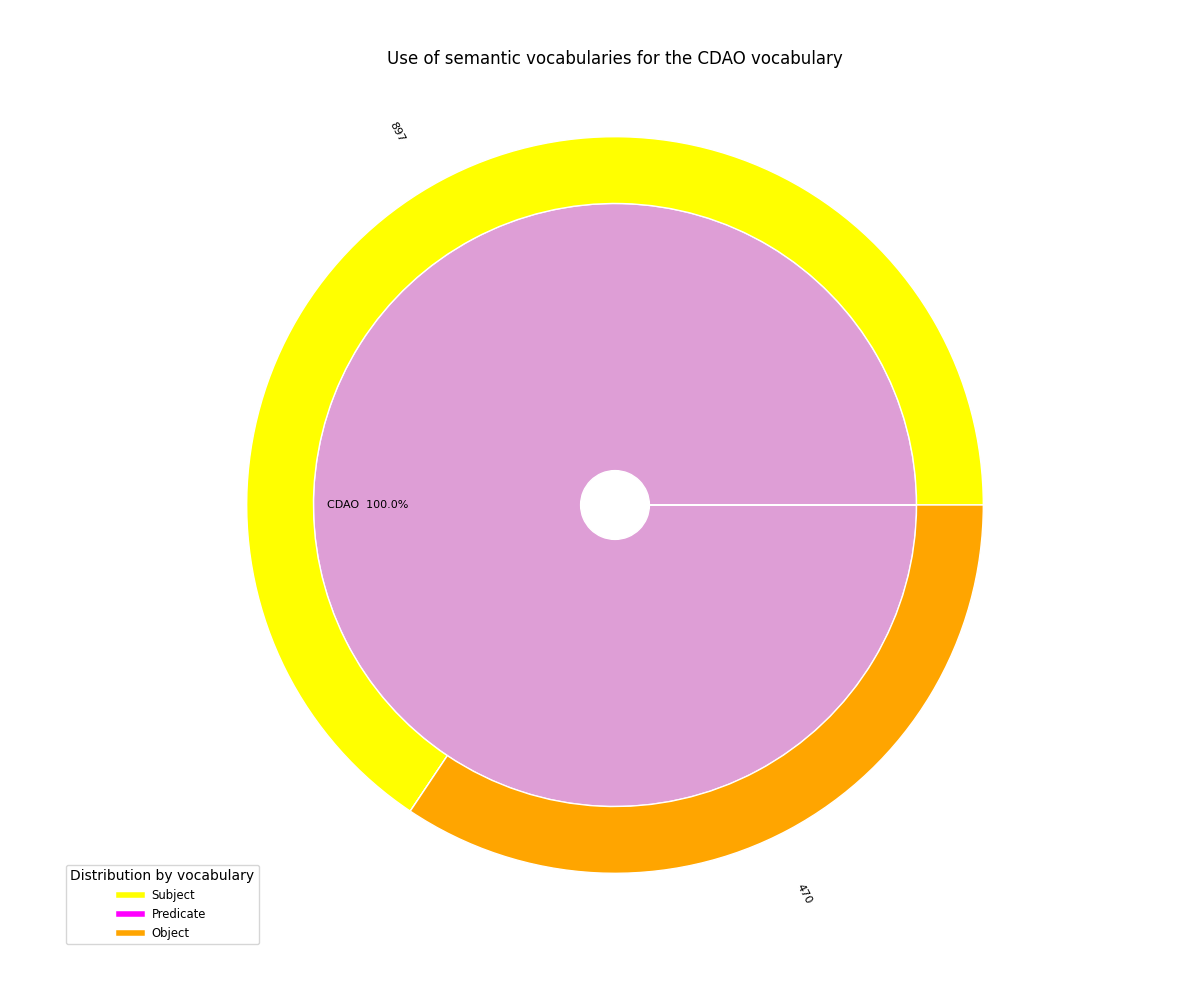 Use of semantic vocabularies for the CDAO vocabulary
897
CDAO  100.0%
470
Distribution by vocabulary
Subject
Predicate
Object